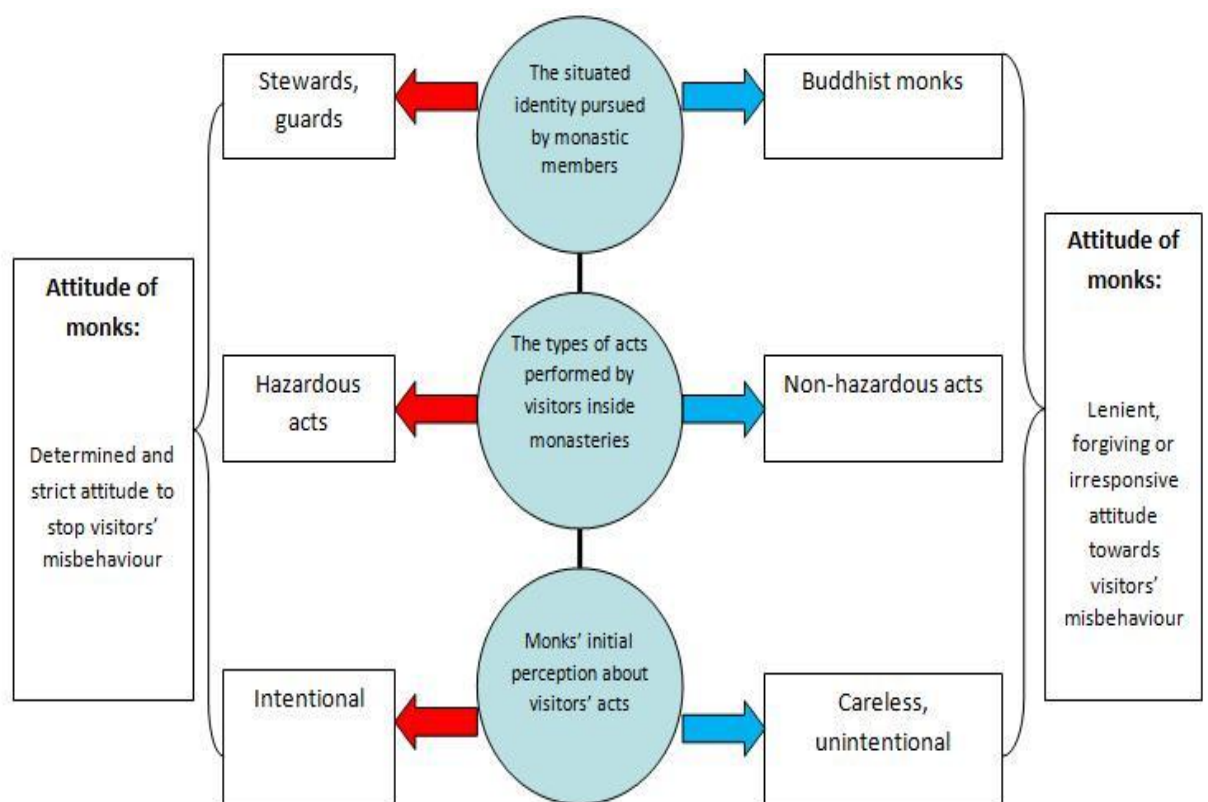 Stewards,
guards
The situated
identity pursued
by monastic
members
Buddhist monks
Attitude of
monks:
Determined and
strict attitude to
stop visitors'
misbehaviour
Hazardous
acts
The types of acts
performed by
visitors inside
monasteries
Non-hazardous acts
Attitude of
monks:
Lenient,
forgiving or
irresponsive
attitude
towards
visitors'
misbehaviour
Intentional
Monks' initial
perception about
visitors' acts
Careless,
unintentional